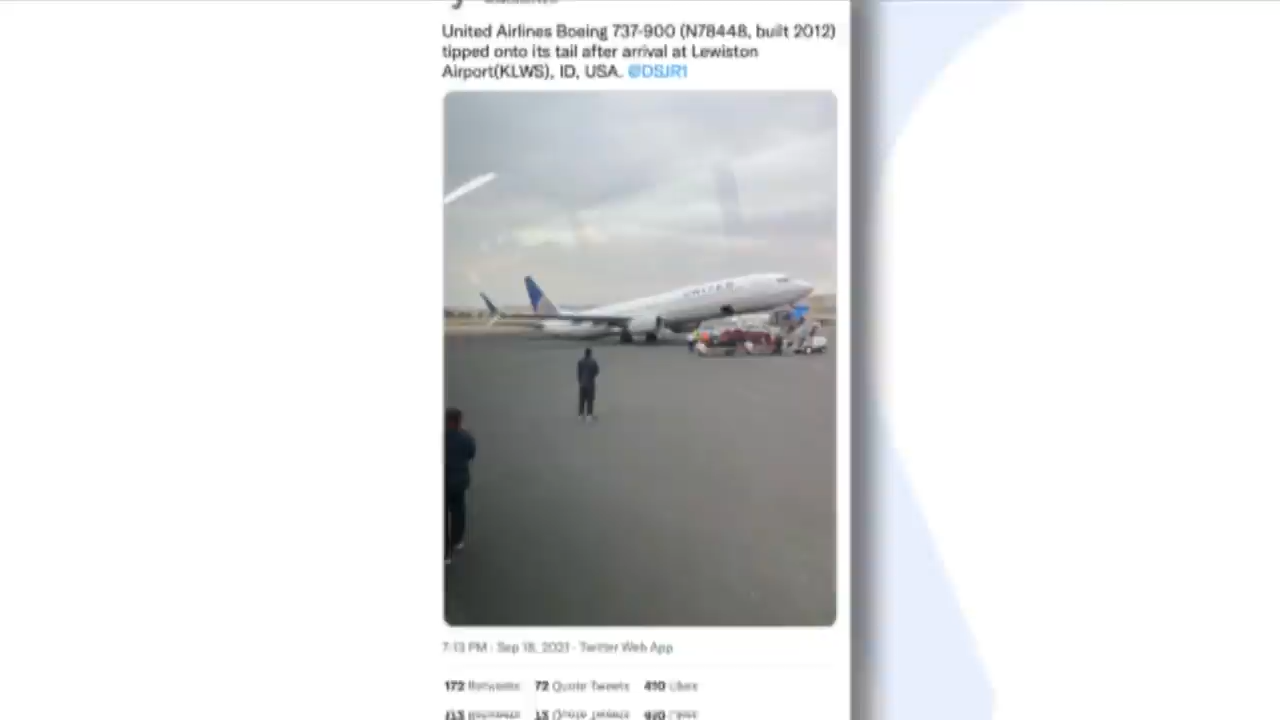 United Airlines Boeing 737-900 (N78448, built 2012)
tipped onto its tail after arrival at Lewiston
Airport(KLWS), ID, USA. @DSJR1
UNITED
7:13 PM · Sep 18, 2021 · Twitter Web App
172 Retweets 72 Quote Tweets 410 Likes